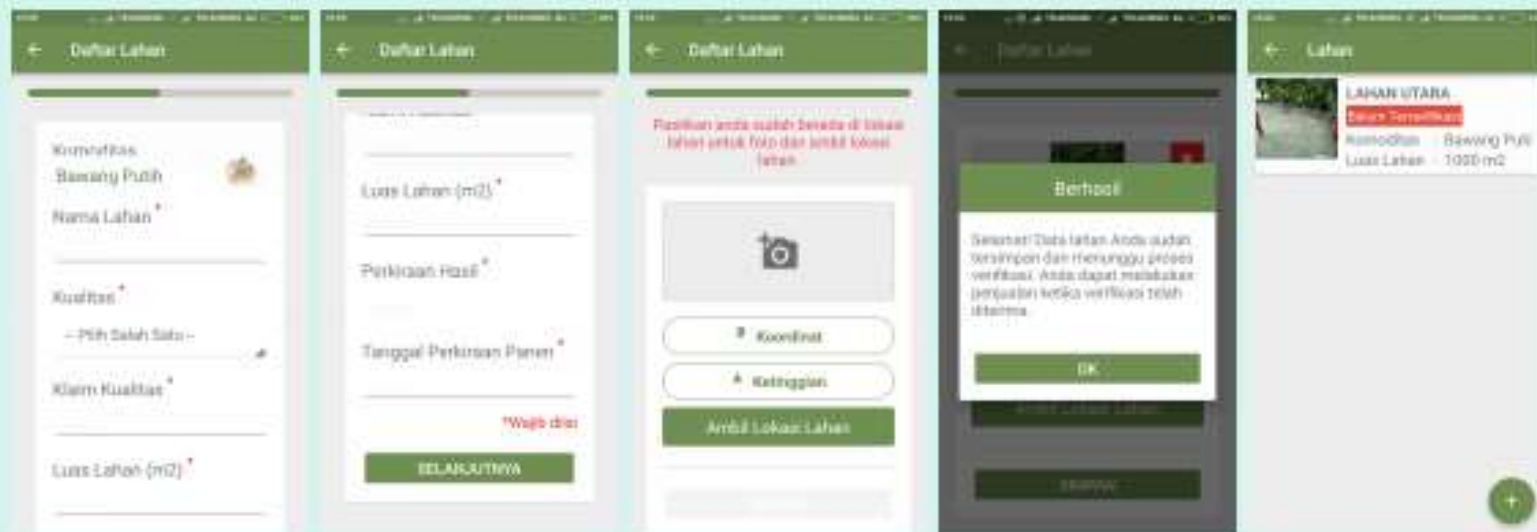 Daftar Lahan
Komoditas
Bawang Putih
Nama Lahan*
Kualitas*
-- Pilih Salah Satu --
Klaim Kualitas*
Luas Lahan (m2)*
Daftar Lahan
Luas Lahan (m2)*
Perkiraan Hasil*
Tanggal Perkiraan Panen*
*Wajib diisi
SELANJUTNYA
Daftar Lahan
Pastikan anda sudah berada di lokasi
lahan untuk foto dan ambil lokasi
lahan
Koordinat
Ketinggian
Ambil Lokasi Lahan
Daftar Lahan
Berhasil
Selamat! Data lahan Anda sudah
tersimpan dan menunggu proses
verifikasi. Anda dapat melakukan
penjualan ketika verifikasi telah
diterima.
OK
Ambil Lokasi Lahan
Lahan
LAHAN UTARA
Belum Terverifikasi
Komoditas : Bawang Puti
Luas Lahan : 1000 m2